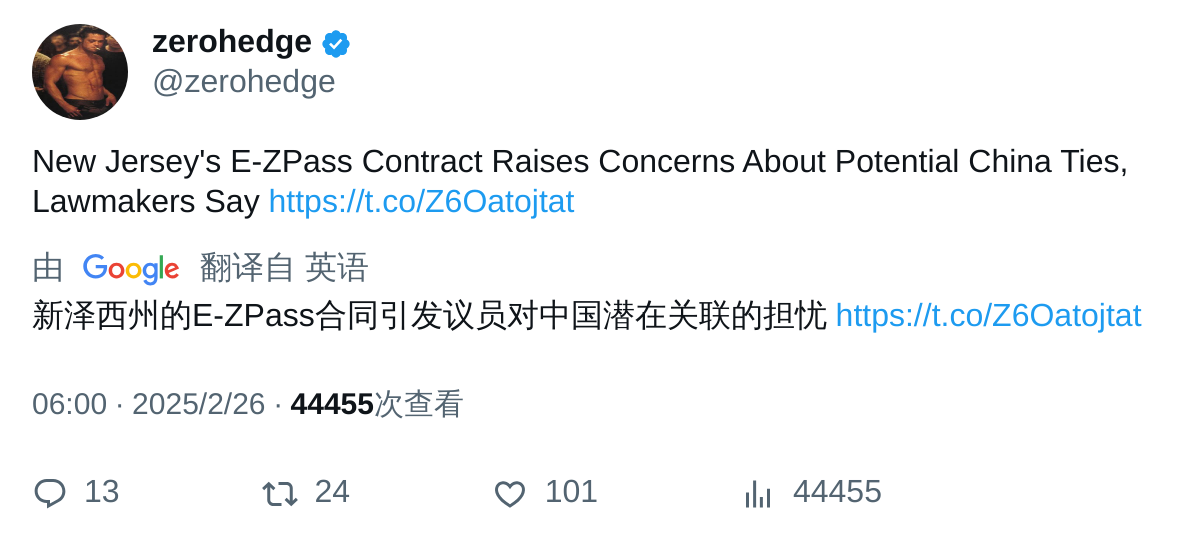 zerohedge
@zerohedge
New Jersey's E-ZPass Contract Raises Concerns About Potential China Ties,
Lawmakers Say https://t.co/Z6Oatojtat
由 Google 翻译自 英语
新泽西州的E-ZPass合同引发议员对中国潜在关联的担忧 https://t.co/Z6Oatojtat
06:00 · 2025/2/26 · 44455次查看
13 24 101 44455